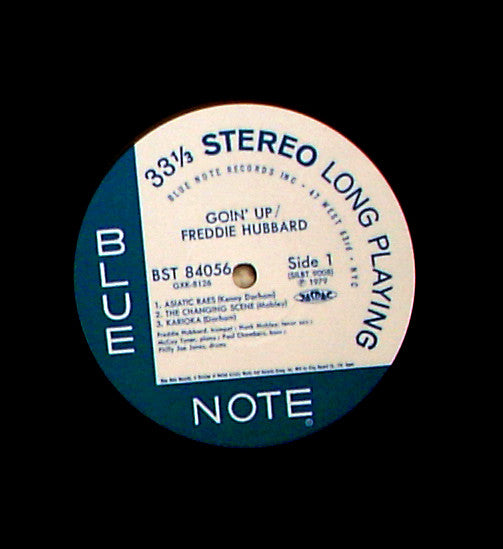 33⅓ STEREO LONG PLAYING
BLUE NOTE RECORDS INC • 47 WEST 63rd • NYC
GOIN' UP/
FREDDIE HUBBARD
BST 84056
GXK-8126
Side 1
(SILBT 9008)
Ⓟ 1979
1. ASIATIC RAES (Kenny Dorham)
2. THE CHANGING SCENE (Mobley)
3. KARIOKA (Dorham)
Freddie Hubbard, trumpet; Hank Mobley, tenor sax;
McCoy Tyner, piano; Paul Chambers, bass;
Philly Joe Jones, drums
BLUE
NOTE®